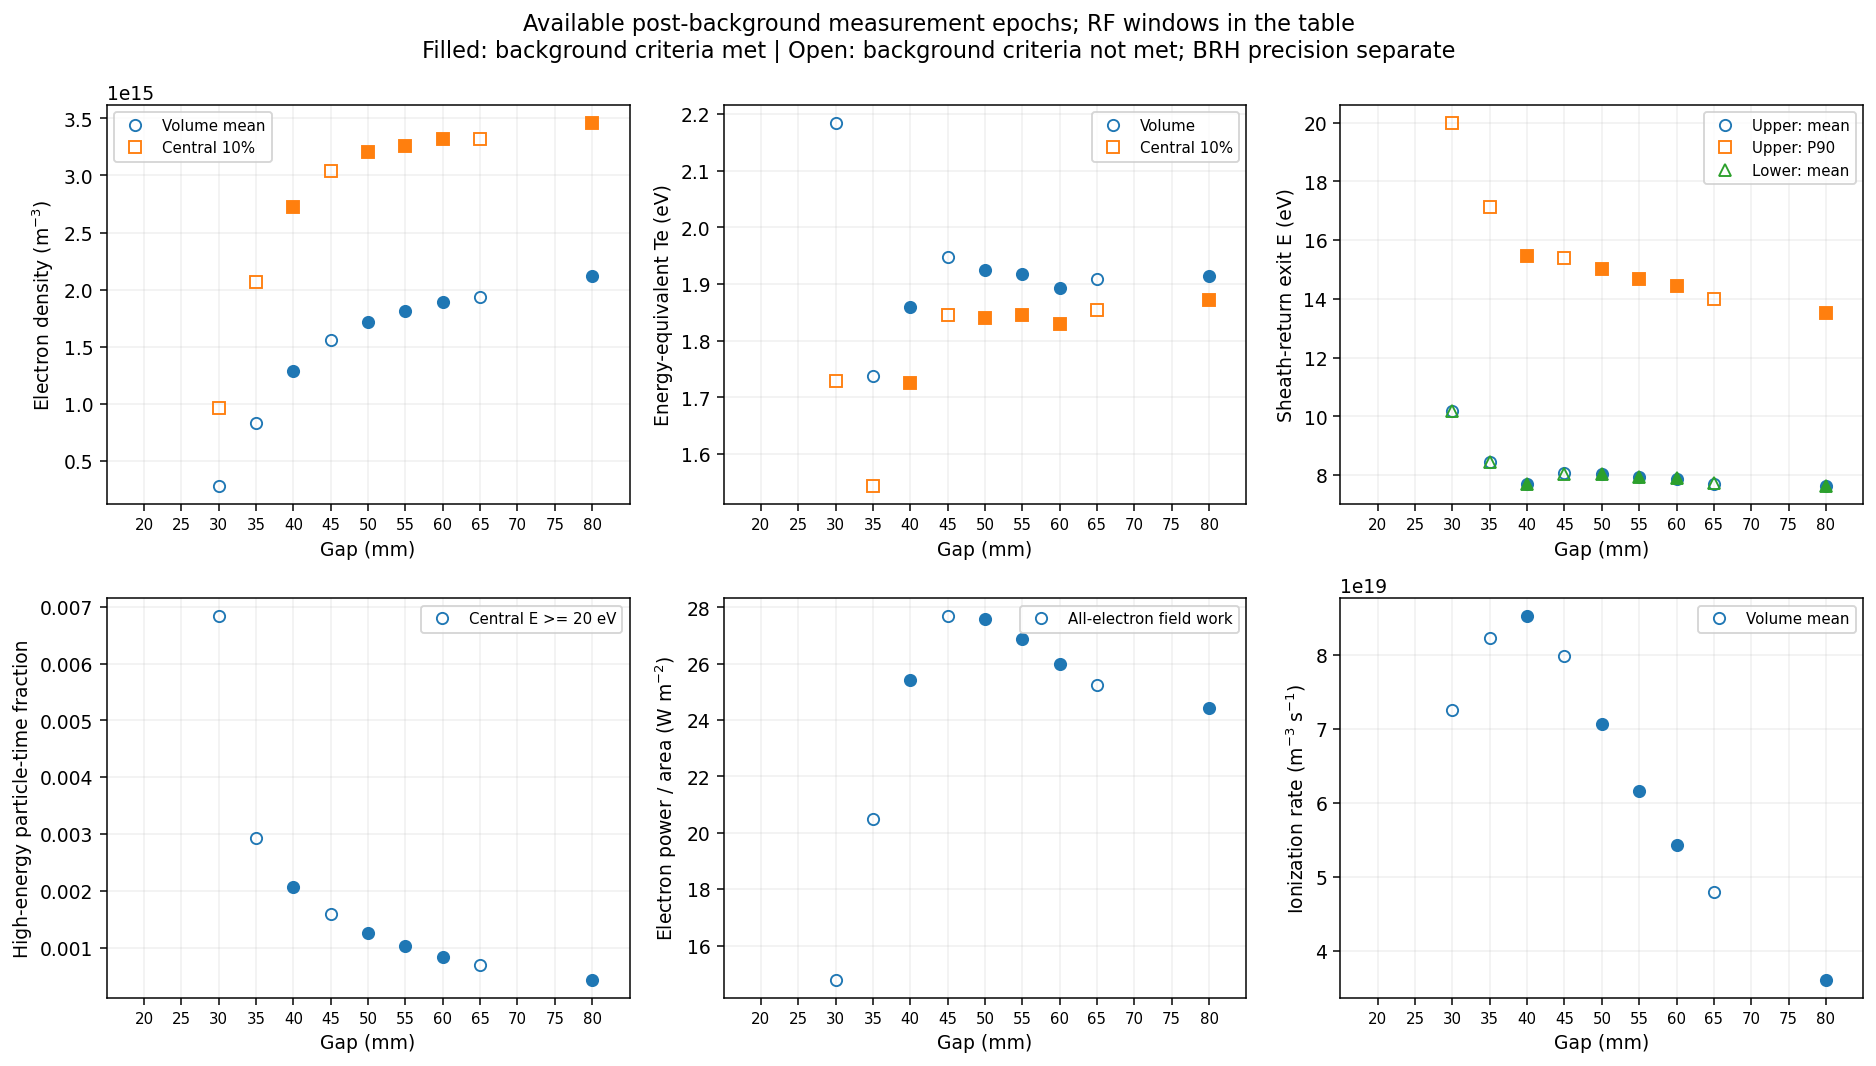 Available post-background measurement epochs; RF windows in the table
Filled: background criteria met | Open: background criteria not met; BRH precision separate
1e15
Electron density (m⁻³)
3.5
3.0
2.5
2.0
1.5
1.0
0.5
Volume mean
Central 10%
20 25 30 35 40 45 50 55 60 65 70 75 80
Gap (mm)
Energy-equivalent Te (eV)
2.2
2.1
2.0
1.9
1.8
1.7
1.6
Volume
Central 10%
20 25 30 35 40 45 50 55 60 65 70 75 80
Gap (mm)
Sheath-return exit E (eV)
20
18
16
14
12
10
8
Upper: mean
Upper: P90
Lower: mean
20 25 30 35 40 45 50 55 60 65 70 75 80
Gap (mm)
High-energy particle-time fraction
0.007
0.006
0.005
0.004
0.003
0.002
0.001
Central E >= 20 eV
20 25 30 35 40 45 50 55 60 65 70 75 80
Gap (mm)
Electron power / area (W m⁻²)
28
26
24
22
20
18
16
All-electron field work
20 25 30 35 40 45 50 55 60 65 70 75 80
Gap (mm)
1e19
Ionization rate (m⁻³ s⁻¹)
8
7
6
5
4
Volume mean
20 25 30 35 40 45 50 55 60 65 70 75 80
Gap (mm)